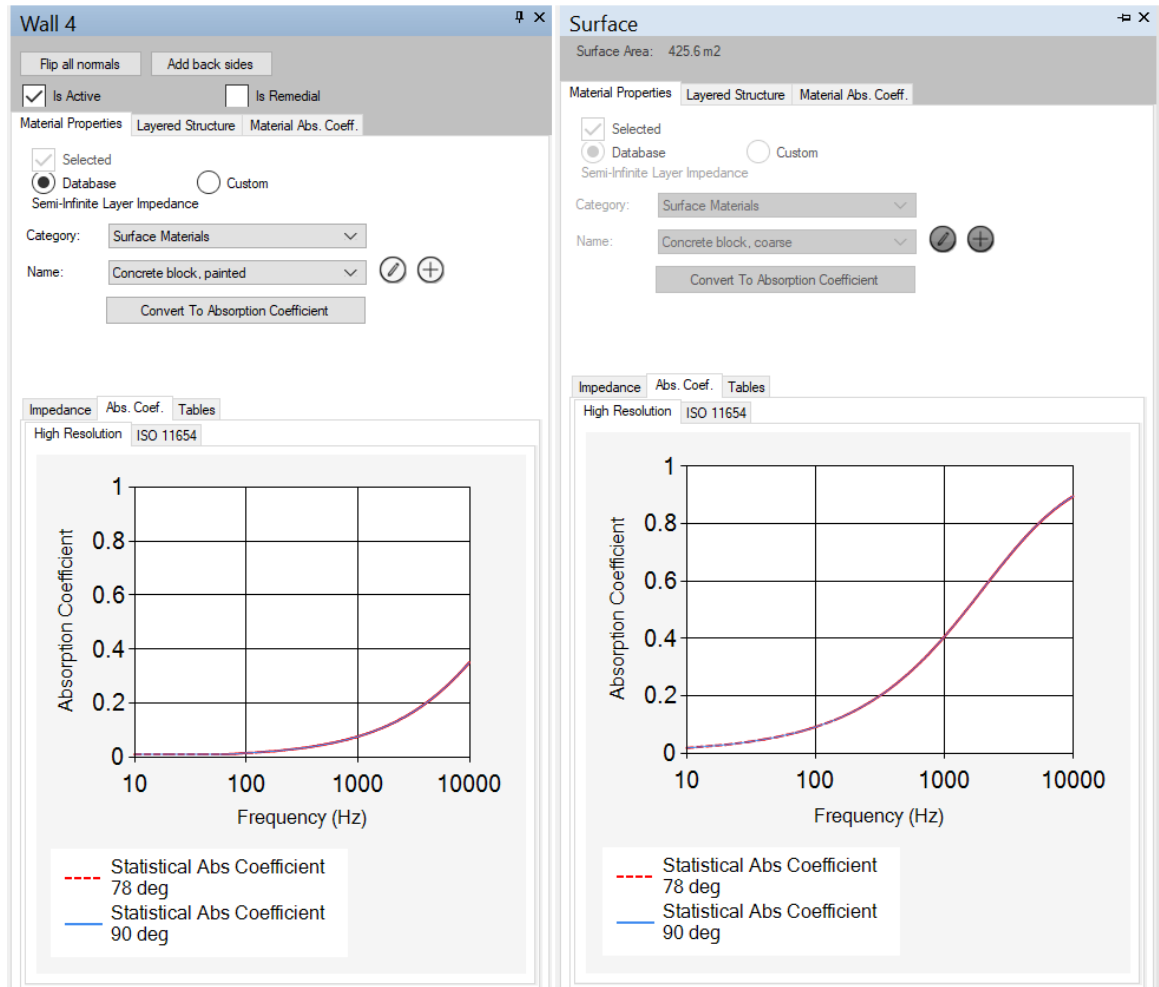 Wall 4
Flip all normals
Add back sides
Is Active
Is Remedial
Material Properties
Layered Structure
Material Abs. Coeff.
Selected
Database
Custom
Semi-Infinite Layer Impedance
Category:
Surface Materials
Name:
Concrete block, painted
Convert To Absorption Coefficient
Impedance
Abs. Coef.
Tables
High Resolution
ISO 11654
1
0.8
0.6
0.4
0.2
0
Absorption Coefficient
10
100
1000
10000
Frequency (Hz)
Statistical Abs Coefficient
78 deg
Statistical Abs Coefficient
90 deg
Surface
Surface Area: 425.6 m2
Material Properties
Layered Structure
Material Abs. Coeff.
Selected
Database
Custom
Semi-Infinite Layer Impedance
Category:
Surface Materials
Name:
Concrete block, coarse
Convert To Absorption Coefficient
Impedance
Abs. Coef.
Tables
High Resolution
ISO 11654
1
0.8
0.6
0.4
0.2
0
Absorption Coefficient
10
100
1000
10000
Frequency (Hz)
Statistical Abs Coefficient
78 deg
Statistical Abs Coefficient
90 deg